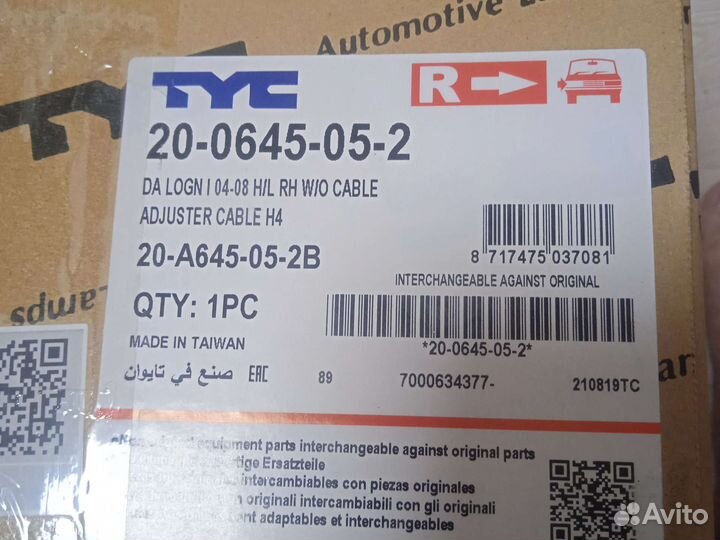 Automotive
TYC
R
20-0645-05-2
DA LOGN I 04-08 H/L RH W/O CABLE
ADJUSTER CABLE H4
8 717475 037081
20-A645-05-2B
INTERCHANGEABLE AGAINST ORIGINAL
QTY: 1PC
*20-0645-05-2*
MADE IN TAIWAN
صنع في تايوان EAC 89 7000634377- 210819TC
equipment parts interchangeable against original parts
Ersatzteile
intercambiables con piezas originales
originali intercambiabili con gli originali
adaptables et interchangeables
Avito